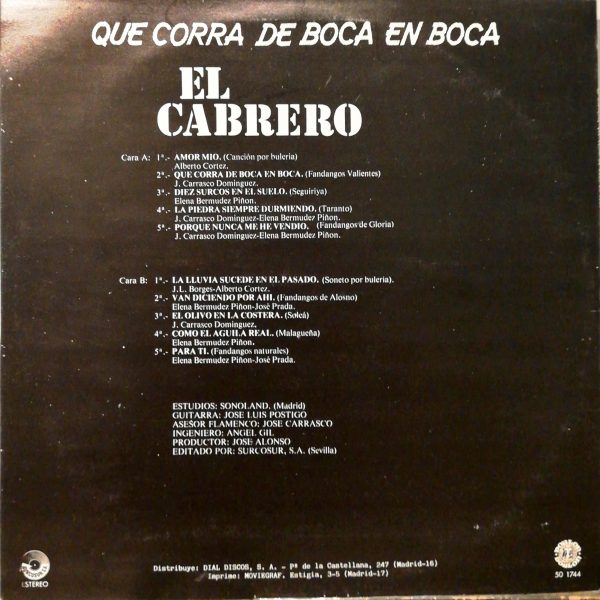 QUE CORRA DE BOCA EN BOCA
EL
CABRERO
Cara A: 1ª.- AMOR MIO. (Canción por bulería)
Alberto Cortez.
2ª.- QUE CORRA DE BOCA EN BOCA. (Fandangos Valientes)
J. Carrasco Dominguez.
3ª.- DIEZ SURCOS EN EL SUELO. (Seguiriya)
Elena Bermudez Piñon.
4ª.- LA PIEDRA SIEMPRE DURMIENDO. (Taranto)
J. Carrasco Dominguez-Elena Bermudez Piñon.
5ª.- PORQUE NUNCA ME HE VENDIO. (Fandangos de Gloria)
J. Carrasco Dominguez-Elena Bermudez Piñon.
Cara B: 1ª.- LA LLUVIA SUCEDE EN EL PASADO. (Soneto por bulería).
J.L. Borges-Alberto Cortez.
2ª.- VAN DICIENDO POR AHI. (Fandangos de Alosno)
Elena Bermudez Piñon-José Prada.
3ª.- EL OLIVO EN LA COSTERA. (Soleá)
J. Carrasco Dominguez.
4ª.- COMO EL AGUILA REAL. (Malagueña)
Elena Bermudez Piñon.
5ª.- PARA TI. (Fandangos naturales)
Elena Bermudez Piñon-José Prada.
ESTUDIOS: SONOLAND. (Madrid)
GUITARRA: JOSE LUIS POSTIGO
ASESOR FLAMENCO: JOSE CARRASCO
INGENIERO: ANGEL GIL
PRODUCTOR: JOSE ALONSO
EDITADO POR: SURCOSUR, S.A. (Sevilla)
ESTEREO
50 1744
Distribuye: DIAL DISCOS, S. A. - Pª de la Castellana, 247 (Madrid-16)
Imprime: MOVIEGRAF, Estigia, 3-5 (Madrid-17)